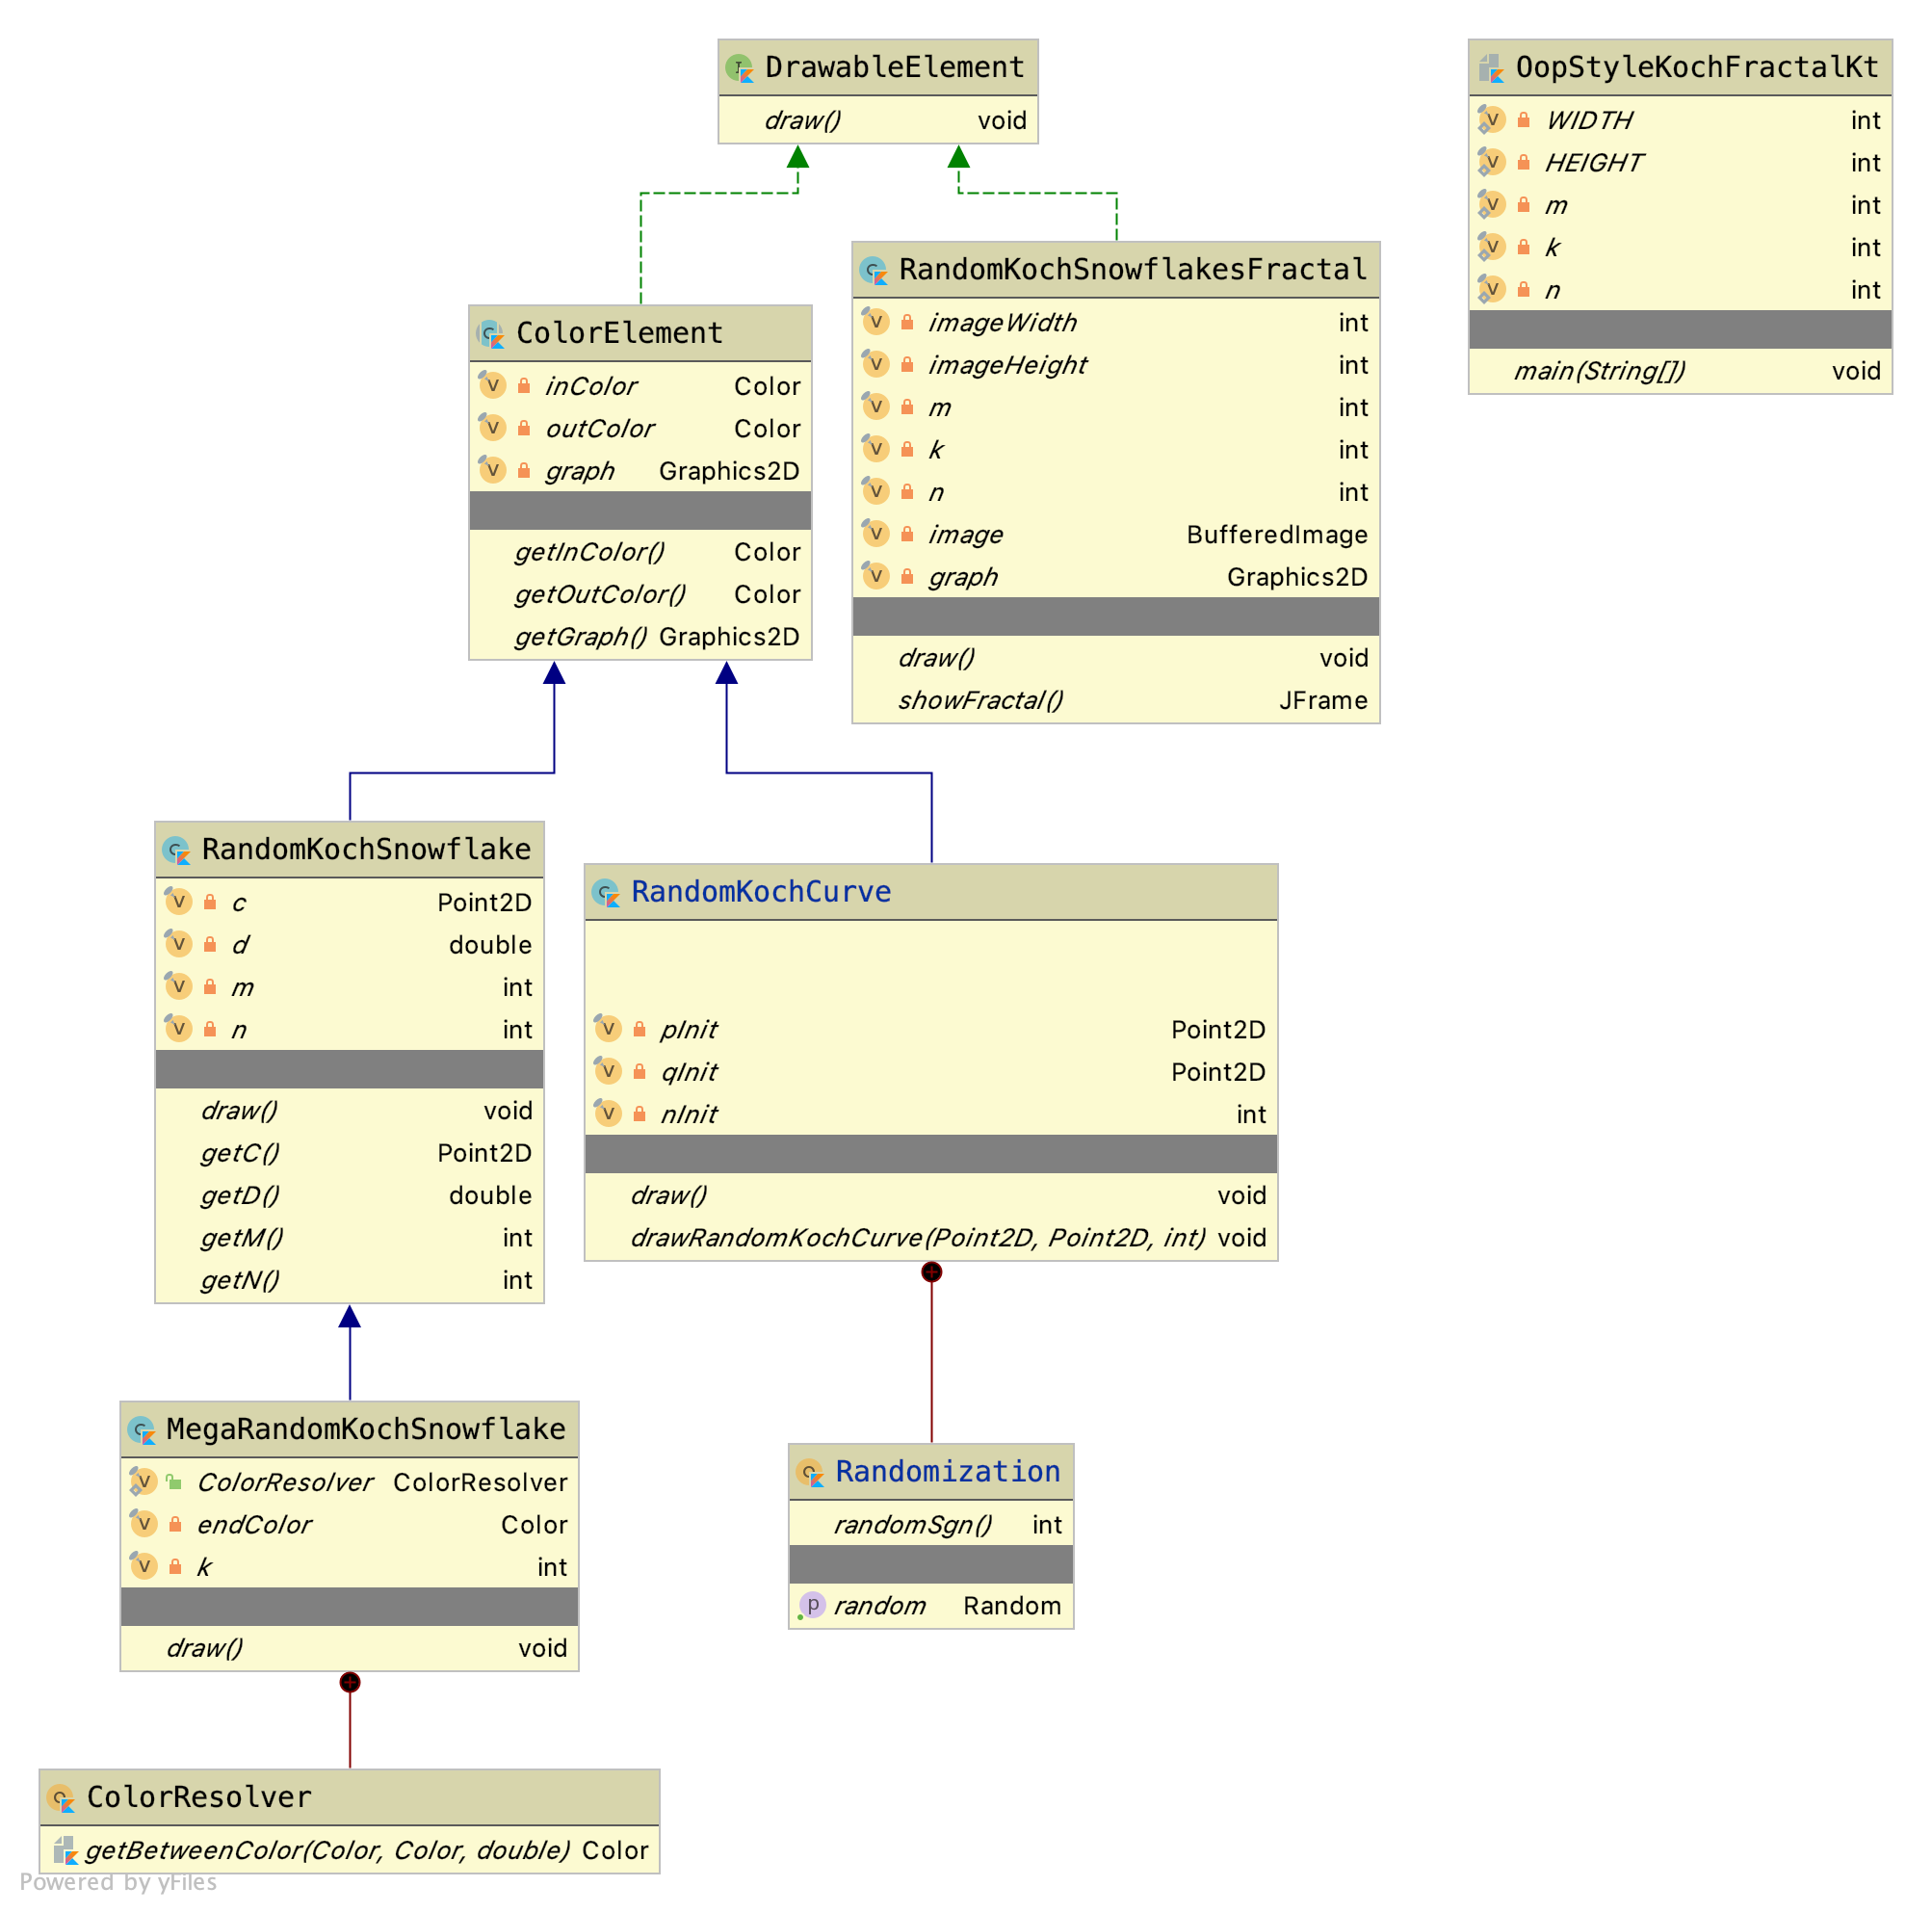 DrawableElement
draw() void
OopStyleKochFractalKt
WIDTH int
HEIGHT int
m int
k int
n int
main(String[]) void
RandomKochSnowflakesFractal
imageWidth int
imageHeight int
m int
k int
n int
image BufferedImage
graph Graphics2D
draw() void
showFractal() JFrame
ColorElement
inColor Color
outColor Color
graph Graphics2D
getInColor() Color
getOutColor() Color
getGraph() Graphics2D
RandomKochSnowflake
c Point2D
d double
m int
n int
draw() void
getC() Point2D
getD() double
getM() int
getN() int
RandomKochCurve
pInit Point2D
qInit Point2D
nInit int
draw() void
drawRandomKochCurve(Point2D, Point2D, int) void
MegaRandomKochSnowflake
ColorResolver ColorResolver
endColor Color
k int
draw() void
Randomization
randomSgn() int
random Random
ColorResolver
getBetweenColor(Color, Color, double) Color
Powered by yFiles